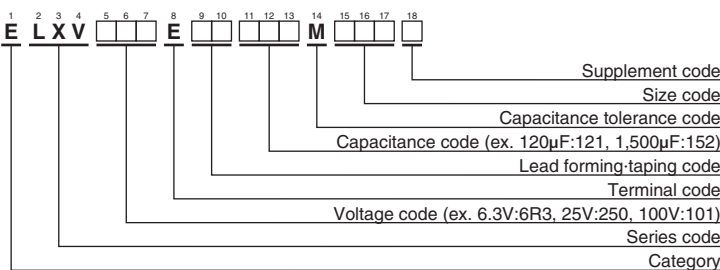 1 2 3 4 5 6 7 8 9 10 11 12 13 14 15 16 17 18
E L X V □□□ E □□ □□□ M □□□ □
Supplement code
Size code
Capacitance tolerance code
Capacitance code (ex. 120µF:121, 1,500µF:152)
Lead forming·taping code
Terminal code
Voltage code (ex. 6.3V:6R3, 25V:250, 100V:101)
Series code
Category